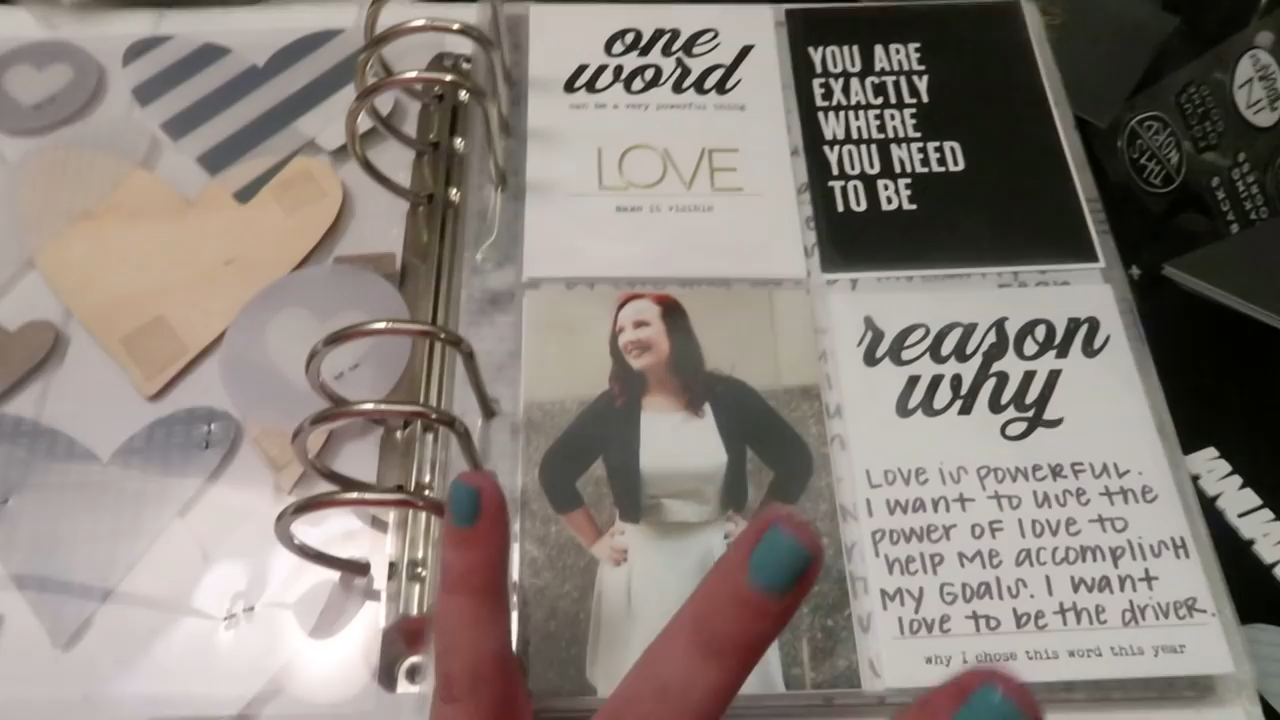 one
word
can be a very powerful thing
LOVE
make it visible
YOU ARE
EXACTLY
WHERE
YOU NEED
TO BE
reason
why
LOVE is POWERFUL.
I want to use the
power of love to
help me accomplish
MY GOALS. I want
love to be the driver.
why I chose this word this year